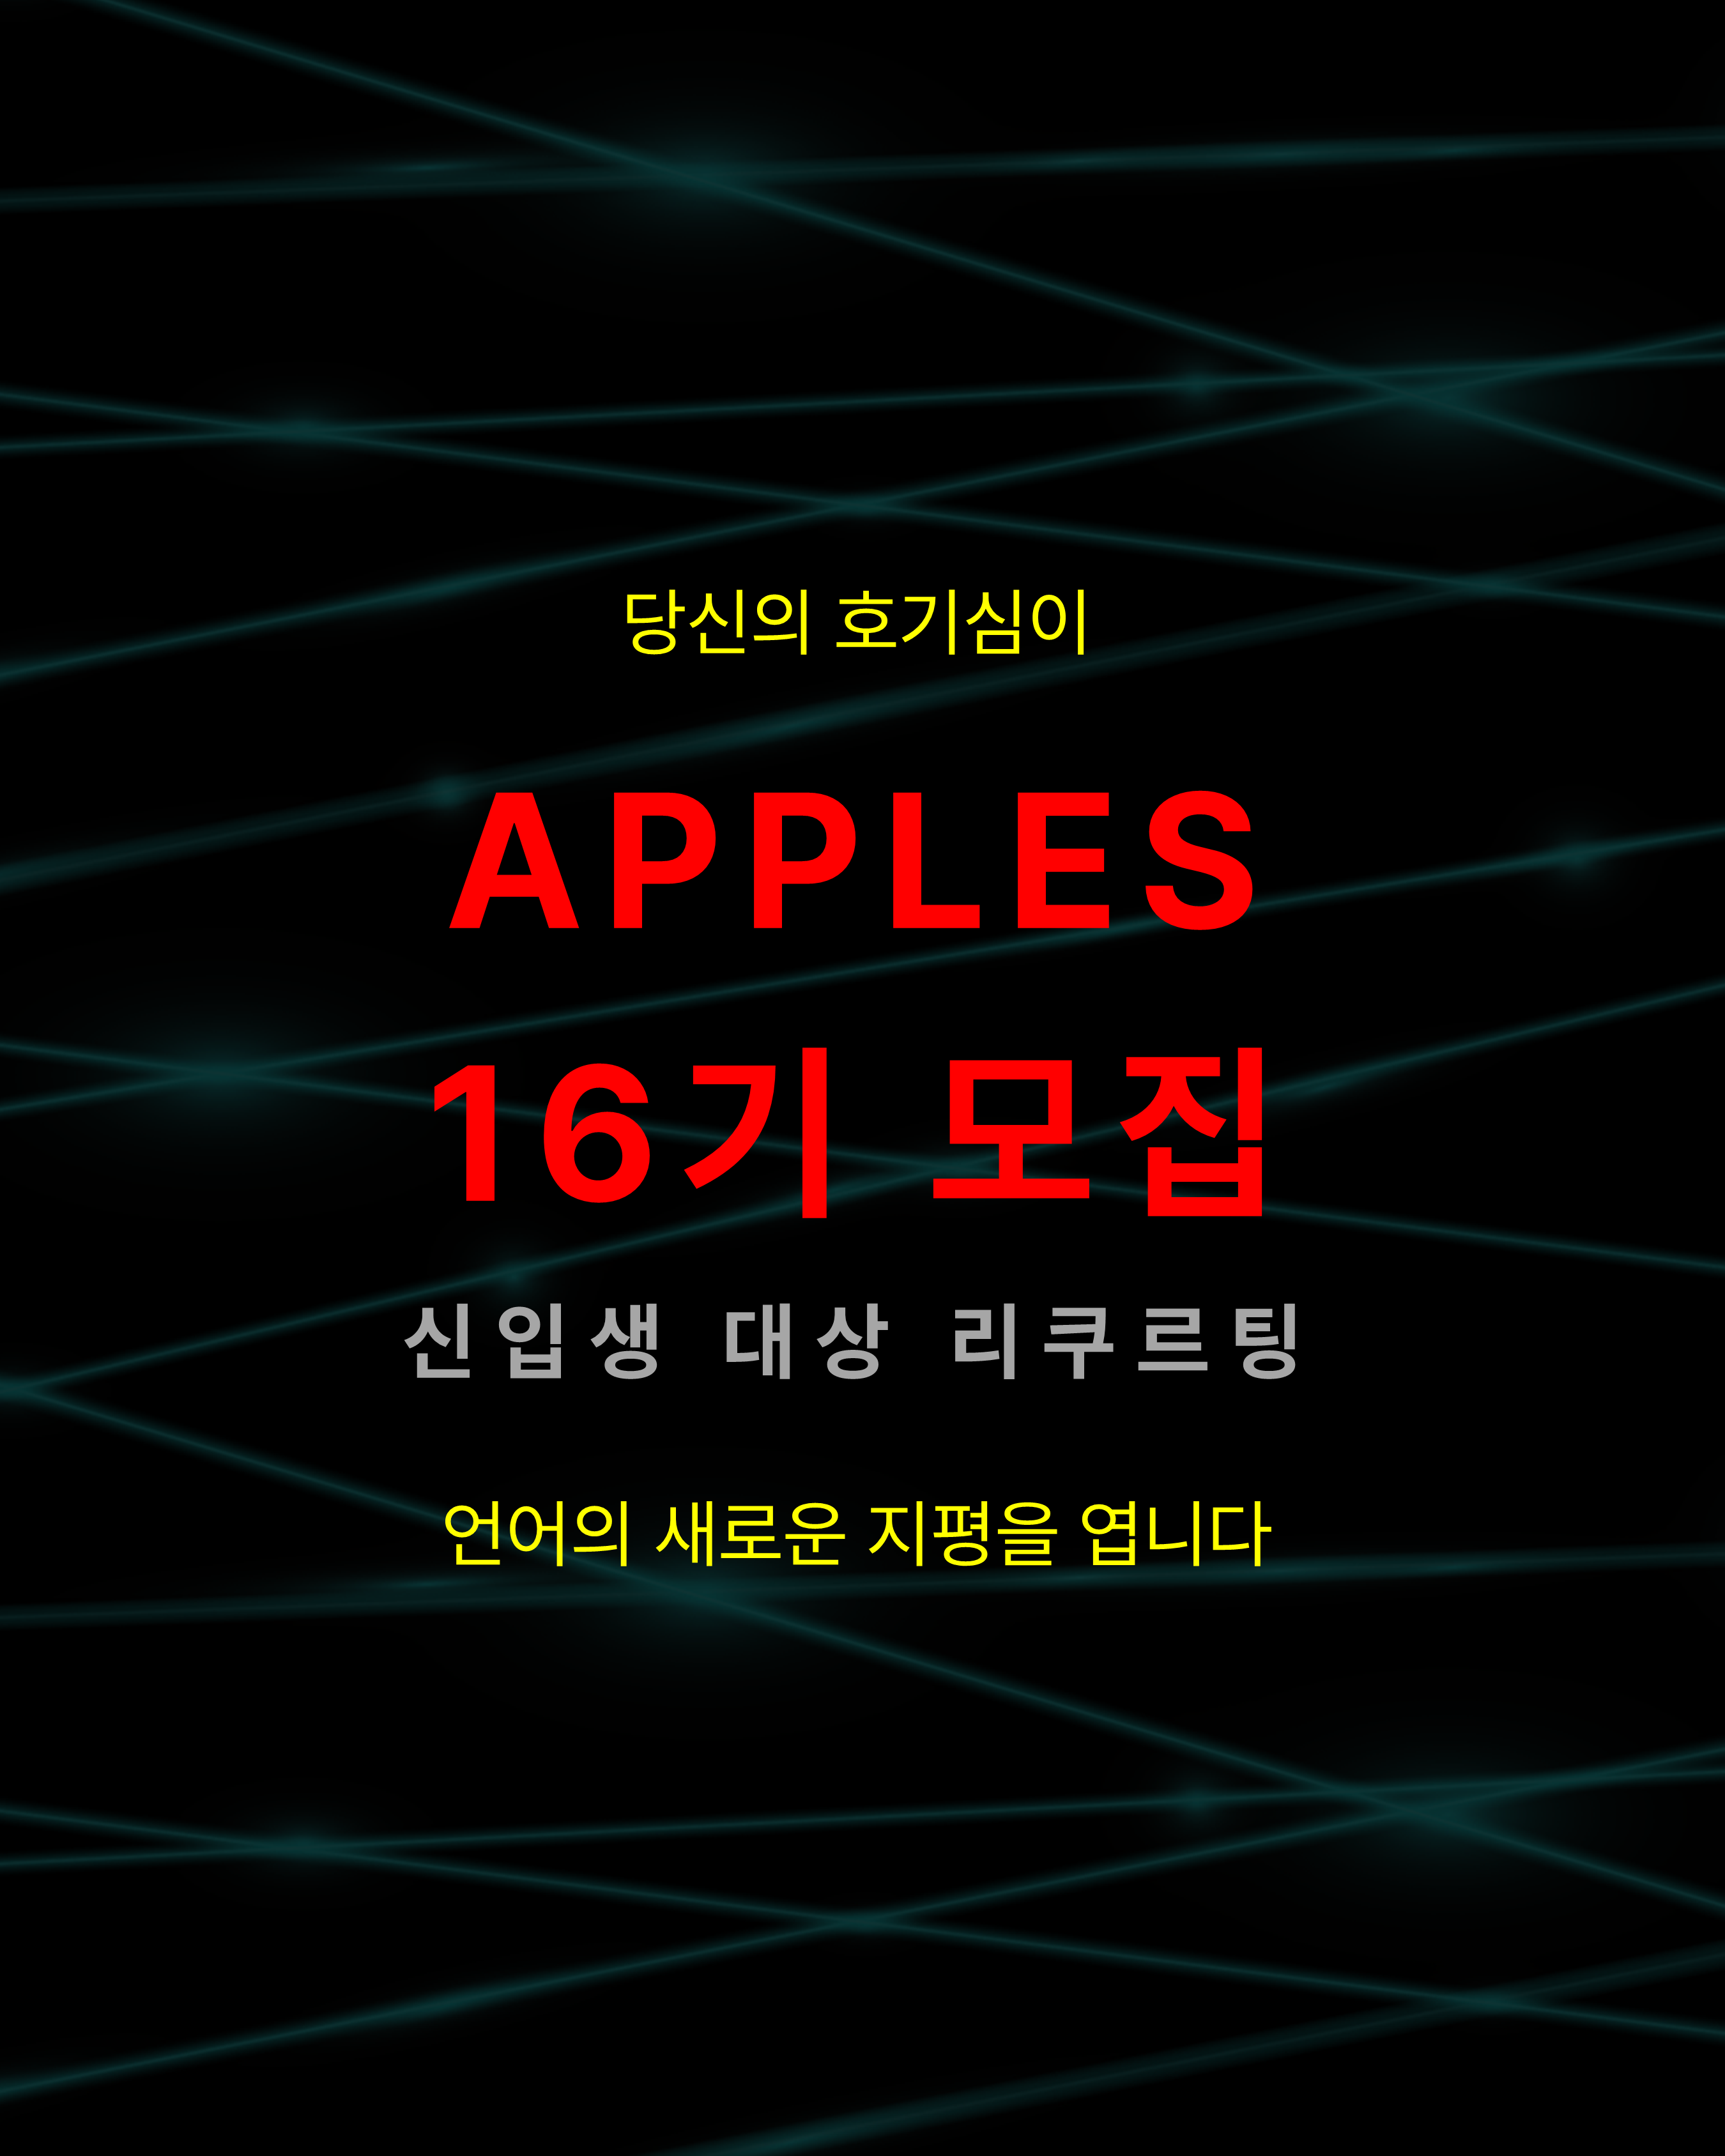 당신의 호기심이
APPLES
16기 모집
신입생 대상 리쿠르팅
언어의 새로운 지평을 엽니다